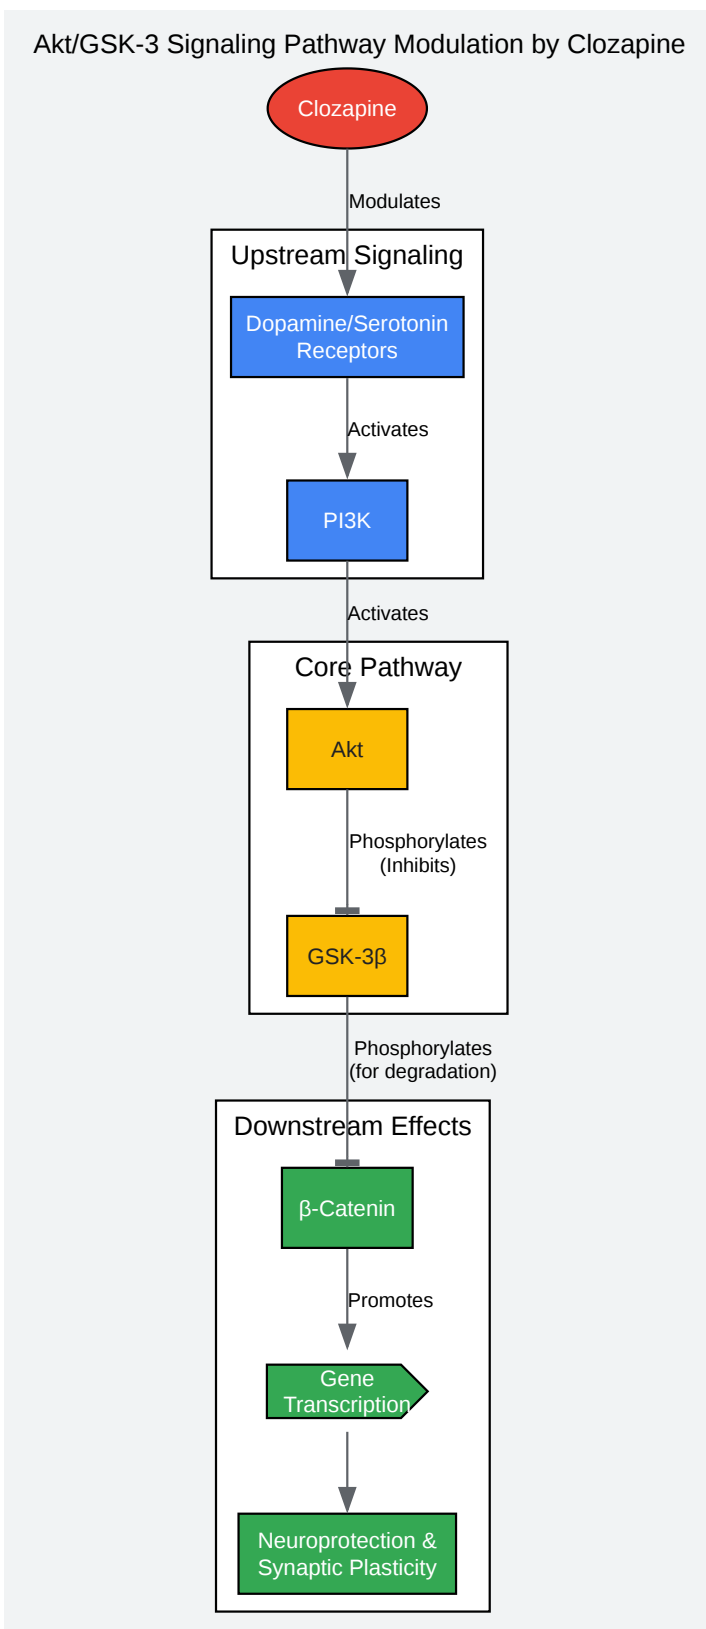 Akt/GSK-3 Signaling Pathway Modulation by Clozapine
Clozapine
Modulates
Upstream Signaling
Dopamine/Serotonin
Receptors
Activates
PI3K
Activates
Core Pathway
Akt
Phosphorylates
(Inhibits)
GSK-3β
Phosphorylates
(for degradation)
Downstream Effects
β-Catenin
Promotes
Gene
Transcription
Neuroprotection &
Synaptic Plasticity